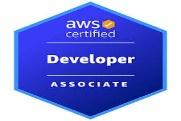 aws
certified
Developer
ASSOCIATE